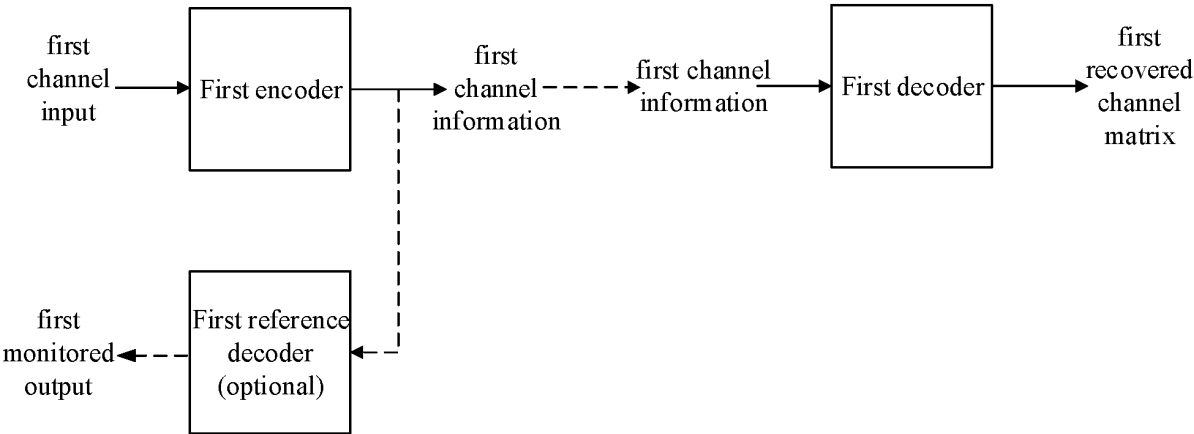 first
channel
input
First encoder
first
channel
information
first channel
information
First decoder
first
recovered
channel
matrix
first
monitored
output
First reference
decoder
(optional)